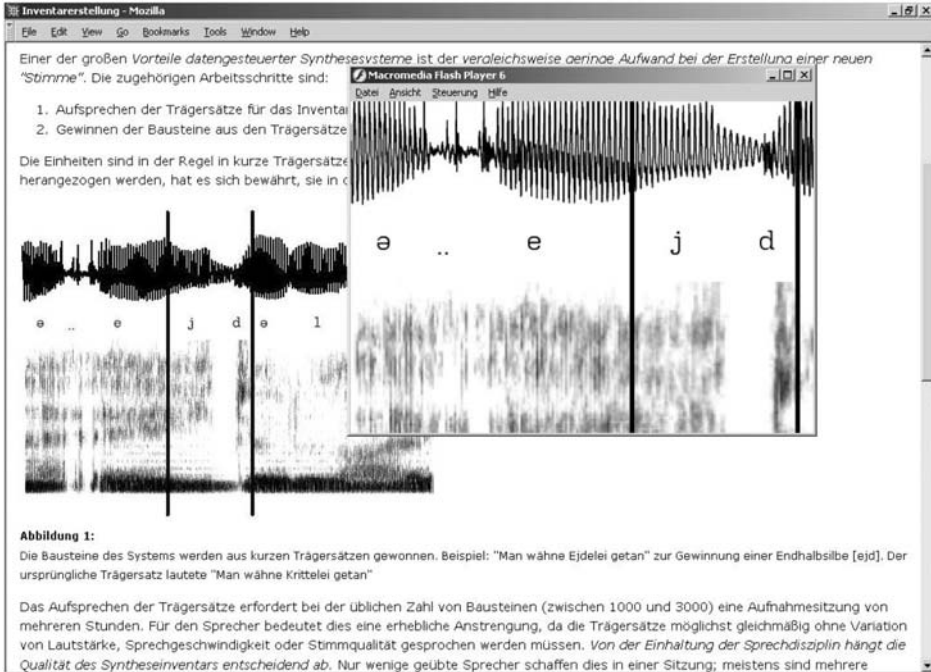 Inventarerstellung - Mozilla
File Edit View Go Bookmarks Tools Window Help
Einer der großen Vorteile datengesteuerter Synthesesysteme ist der vergleichsweise geringe Aufwand bei der Erstellung einer neuen
"Stimme". Die zugehörigen Arbeitsschritte sind:
1. Aufsprechen der Trägersätze für das Inventa
2. Gewinnen der Bausteine aus den Trägersätze
Die Einheiten sind in der Regel in kurze Trägersätze
herangezogen werden, hat es sich bewährt, sie in
Macromedia Flash Player 6
Datei Ansicht Steuerung Hilfe
ə .. e j d
ə .. e j d ə l
Abbildung 1:
Die Bausteine des Systems werden aus kurzen Trägersätzen gewonnen. Beispiel: "Man wähne Ejdelei getan" zur Gewinnung einer Endhalbsilbe [ejd]. Der
ursprüngliche Trägersatz lautete "Man wähne Krittelei getan"
Das Aufsprechen der Trägersätze erfordert bei der üblichen Zahl von Bausteinen (zwischen 1000 und 3000) eine Aufnahmesitzung von
mehreren Stunden. Für den Sprecher bedeutet dies eine erhebliche Anstrengung, da die Trägersätze möglichst gleichmäßig ohne Variation
von Lautstärke, Sprechgeschwindigkeit oder Stimmqualität gesprochen werden müssen. Von der Einhaltung der Sprechdisziplin hängt die
Qualität des Syntheseinventars entscheidend ab. Nur wenige geübte Sprecher schaffen dies in einer Sitzung; meistens sind mehrere